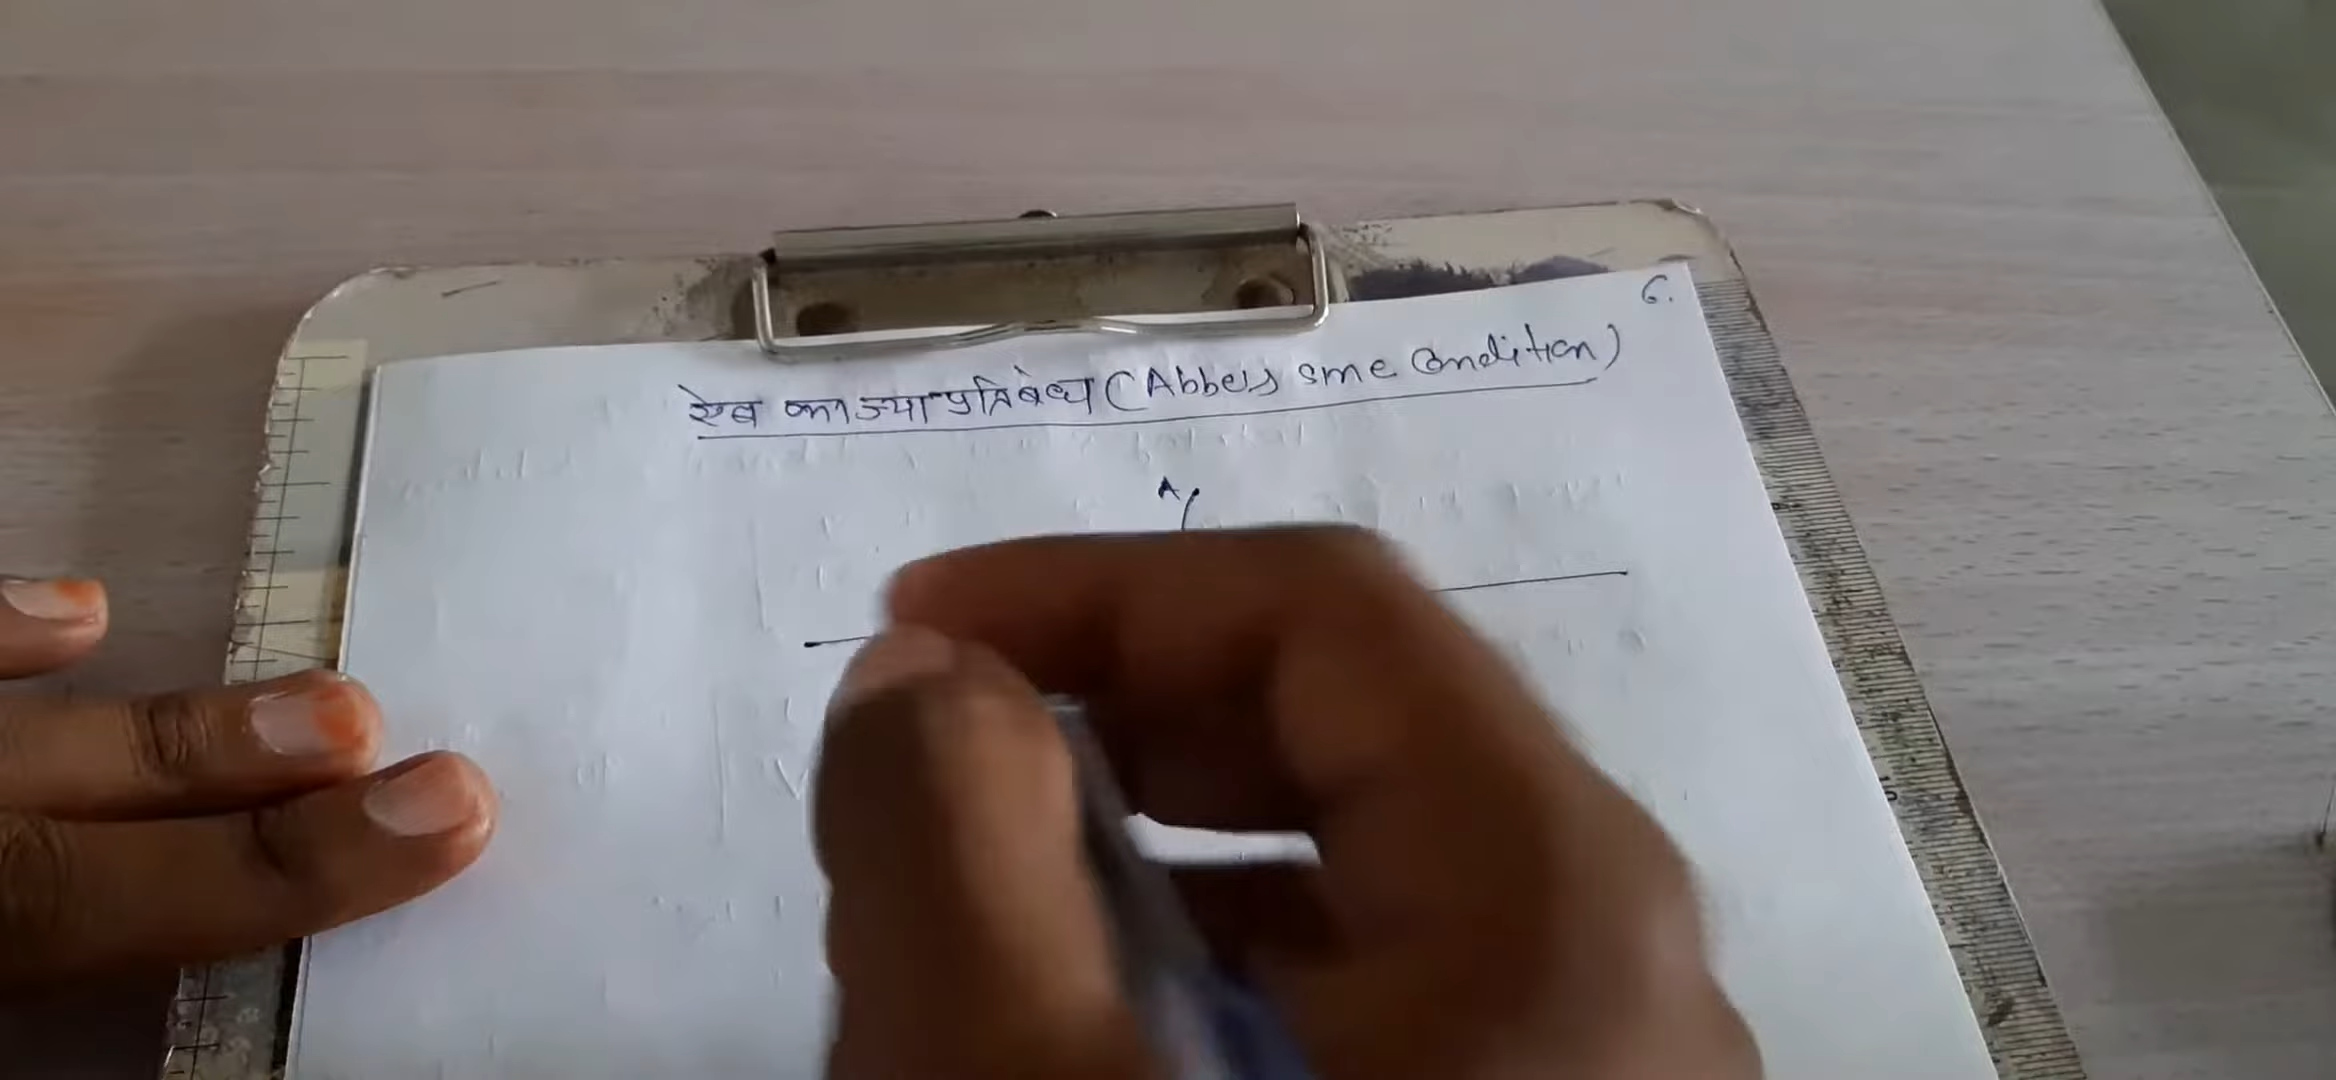 6.
ऐब का ज्या प्रतिबंध (Abbe's sine Condition)
A